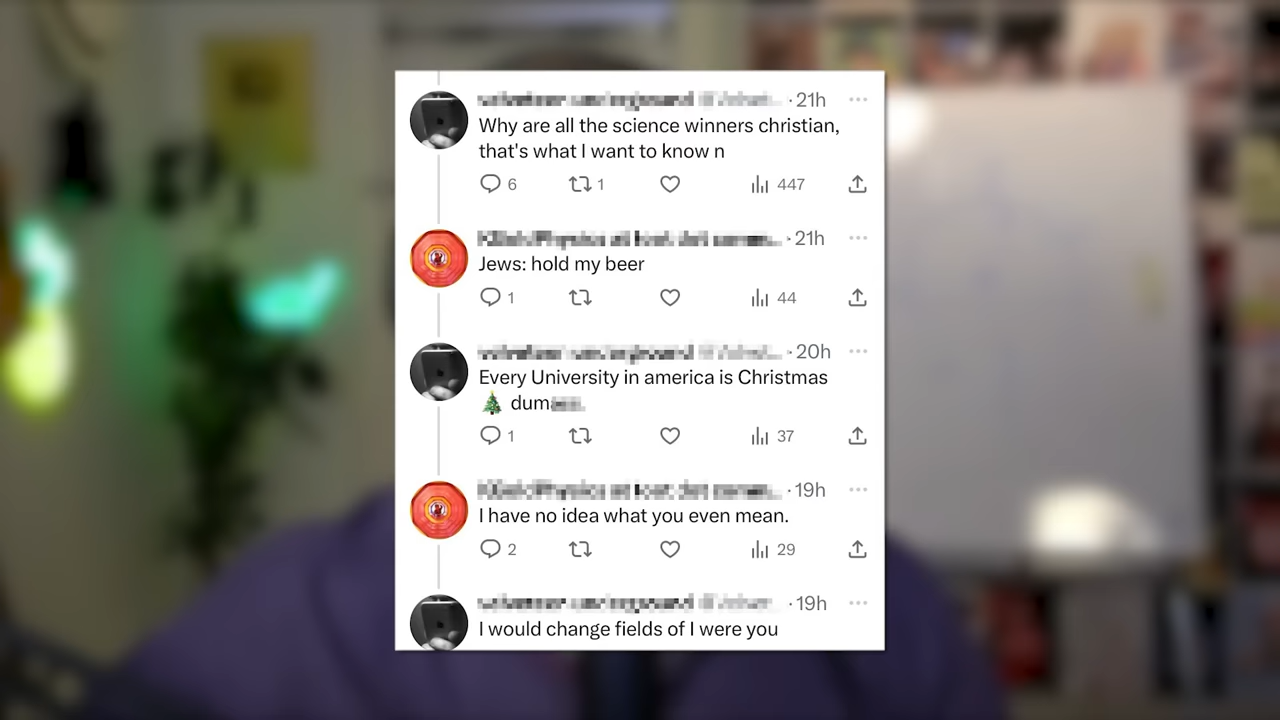 · 21h
Why are all the science winners christian,
that's what I want to know n
6 1 447
· 21h
Jews: hold my beer
1 44
· 20h
Every University in america is Christmas
🎄 dum
1 37
· 19h
I have no idea what you even mean.
2 29
· 19h
I would change fields of I were you